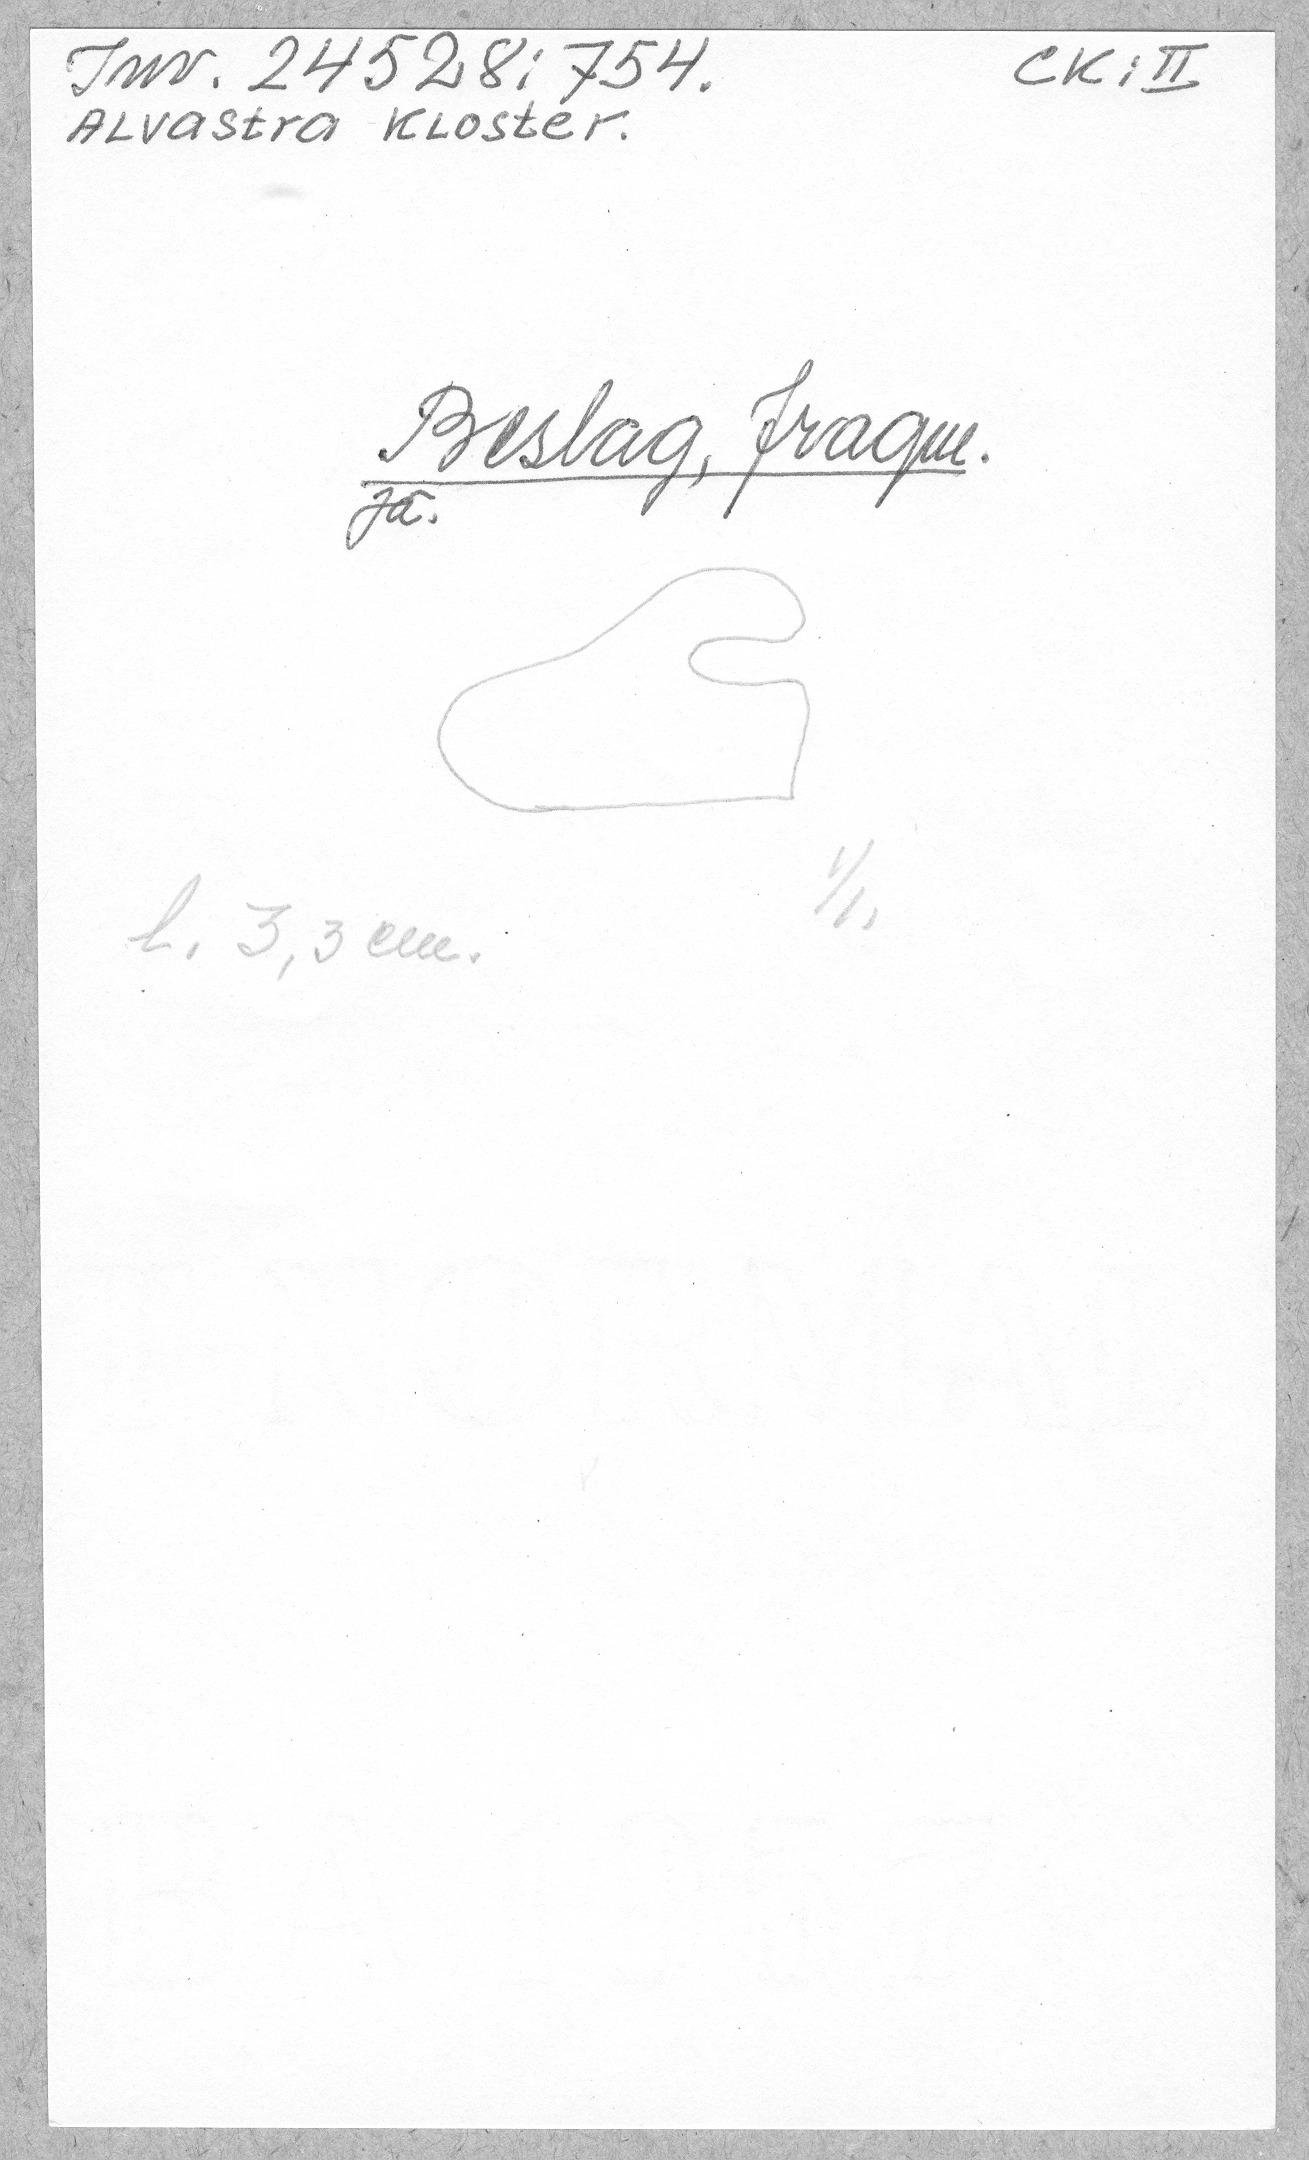 Inv. 24528:754. CK:II
ALVastra KLoster.
Beslag, fragm.
jä.
1/1.
l. 3,3 cm.